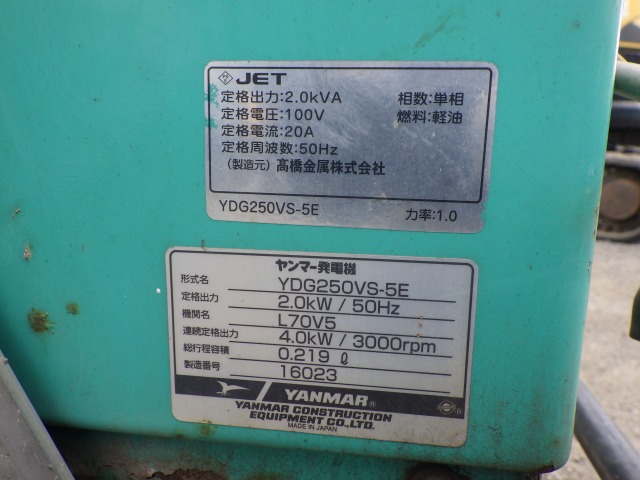 JET
定格出力:2.0kVA 相数:単相
定格電圧:100V 燃料:軽油
定格電流:20A
定格周波数:50Hz
(製造元) 髙橋金属株式会社
YDG250VS-5E 力率:1.0
ヤンマー発電機
形式名 YDG250VS-5E
定格出力 2.0kW / 50Hz
機関名 L70V5
連続定格出力 4.0kW / 3000rpm
総行程容積 0.219 ℓ
製造番号 16023
YANMAR®
YANMAR CONSTRUCTION
EQUIPMENT CO.,LTD.
MADE IN JAPAN